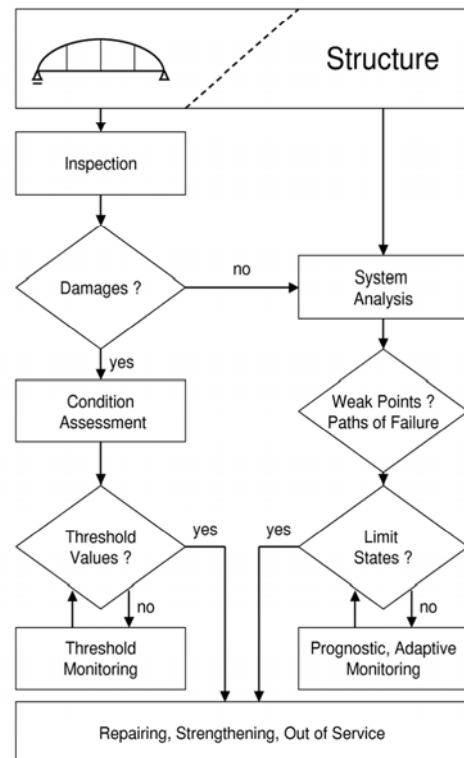 Structure
Inspection
Damages ?
no
System
Analysis
yes
Condition
Assessment
Weak Points ?
Paths of Failure
Threshold
Values ?
yes
yes
Limit
States ?
no
no
Threshold
Monitoring
Prognostic, Adaptive
Monitoring
Repairing, Strengthening, Out of Service